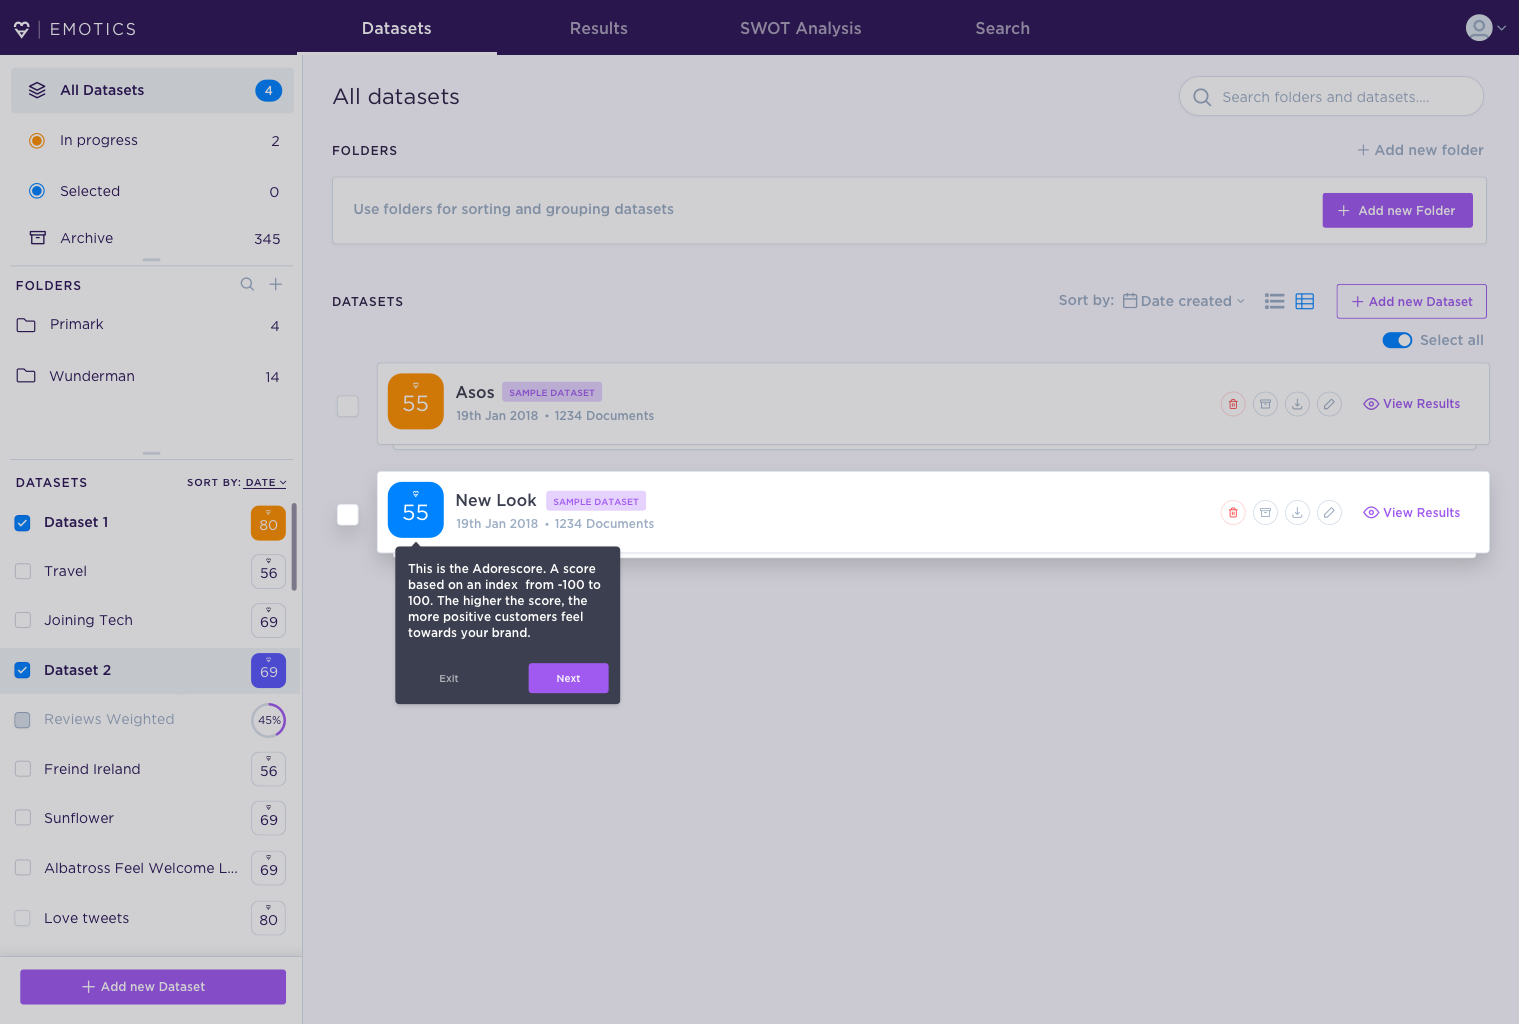 EMOTICS
Datasets
Results
SWOT Analysis
Search
All Datasets
4
In progress
2
Selected
0
Archive
345
FOLDERS
Primark
4
Wunderman
14
DATASETS
SORT BY: DATE
Dataset 1
80
Travel
56
Joining Tech
69
Dataset 2
69
Reviews Weighted
45%
Freind Ireland
56
Sunflower
69
Albatross Feel Welcome L...
69
Love tweets
80
+ Add new Dataset
All datasets
Search folders and datasets....
FOLDERS
+ Add new folder
Use folders for sorting and grouping datasets
+ Add new Folder
DATASETS
Sort by: Date created
+ Add new Dataset
Select all
55
Asos SAMPLE DATASET
19th Jan 2018 • 1234 Documents
View Results
55
New Look SAMPLE DATASET
19th Jan 2018 • 1234 Documents
View Results
This is the Adorescore. A score
based on an index from -100 to
100. The higher the score, the
more positive customers feel
towards your brand.
Exit
Next